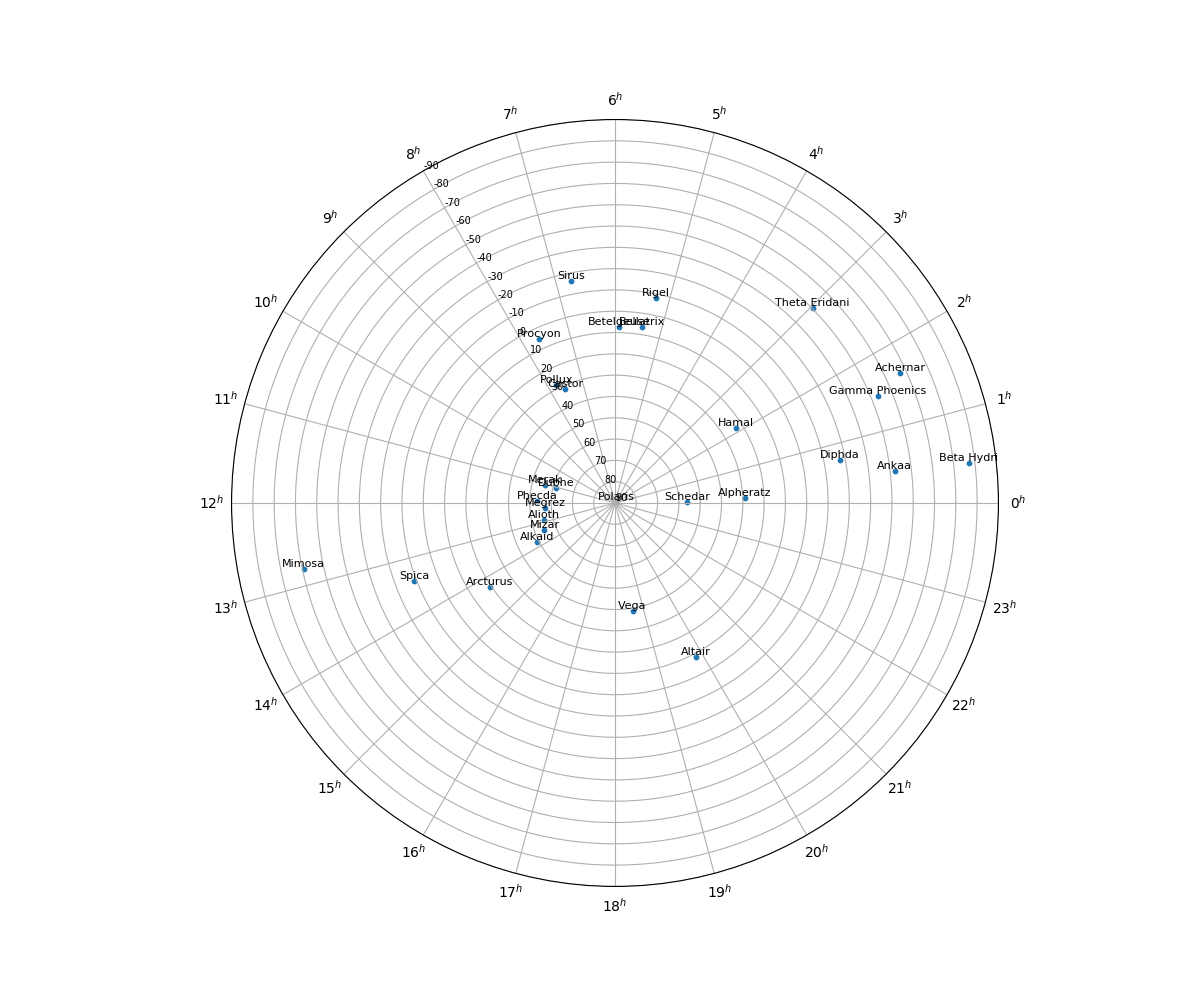 6ʰ
7ʰ
5ʰ
8ʰ
4ʰ
-90
-80
-70
9ʰ
3ʰ
-60
-50
-40
-30
Sirus
-20
Rigel
10ʰ
Theta Eridani
2ʰ
-10
Betelgeuse
Bellatrix
0
Procyon
10
20
Achernar
Pollux
Castor
30
Gamma Phoenics
11ʰ
40
1ʰ
50
Hamal
60
Diphda
Beta Hydri
70
Ankaa
80
Merak
Dubhe
Phecda
Polaris
90
Schedar
Alpheratz
12ʰ
Megrez
0ʰ
Alioth
Mizar
Alkaid
Mimosa
Spica
Arcturus
13ʰ
Vega
23ʰ
Altair
14ʰ
22ʰ
15ʰ
21ʰ
16ʰ
20ʰ
17ʰ
19ʰ
18ʰ